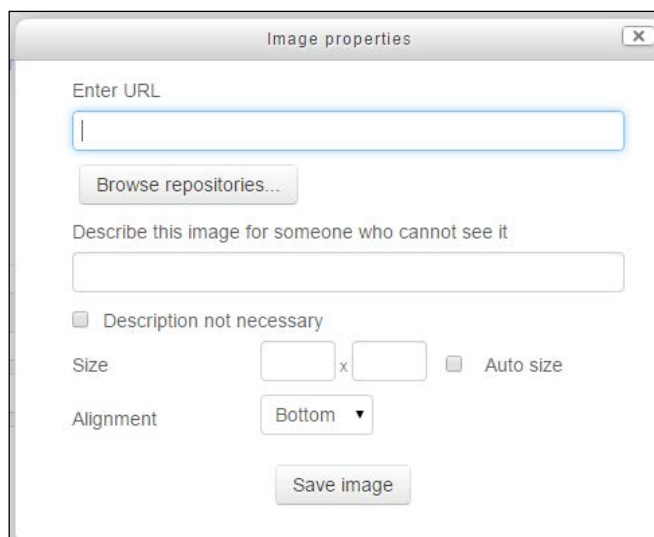 Image properties
Enter URL
Browse repositories...
Describe this image for someone who cannot see it
Description not necessary
Size x Auto size
Alignment Bottom
Save image